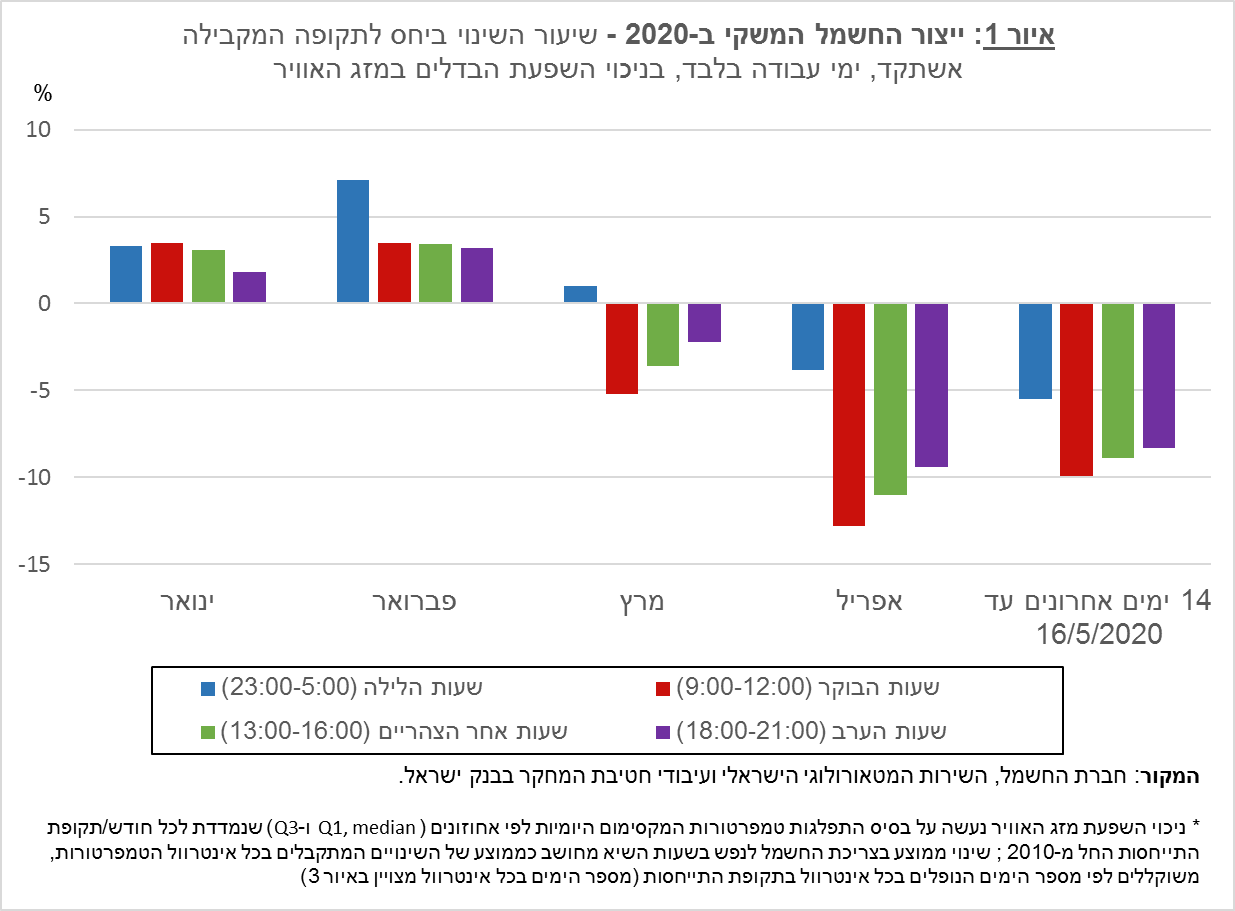 איור 1: ייצור החשמל המשקי ב-2020 - שיעור השינוי ביחס לתקופה המקבילה
אשתקד, ימי עבודה בלבד, בניכוי השפעת הבדלים במזג האוויר
%
10
5
0
-5
-10
-15
ינואר
פברואר
מרץ
אפריל
14 ימים אחרונים עד
16/5/2020
שעות הלילה (23:00-5:00)
שעות הבוקר (9:00-12:00)
שעות אחר הצהריים (13:00-16:00)
שעות הערב (18:00-21:00)
המקור: חברת החשמל, השירות המטאורולוגי הישראלי ועיבודי חטיבת המחקר בבנק ישראל.
* ניכוי השפעת מזג האוויר נעשה על בסיס התפלגות טמפרטורות המקסימום היומיות לפי אחוזונים (Q1, median ו-Q3) שנמדדת לכל חודש/תקופת
התייחסות החל מ-2010 ; שינוי ממוצע בצריכת החשמל לנפש בשעות השיא מחושב כממוצע של השינויים המתקבלים בכל אינטרוול הטמפרטורות,
משוקללים לפי מספר הימים הנופלים בכל אינטרוול בתקופת התייחסות (מספר הימים בכל אינטרוול מצויין באיור 3)